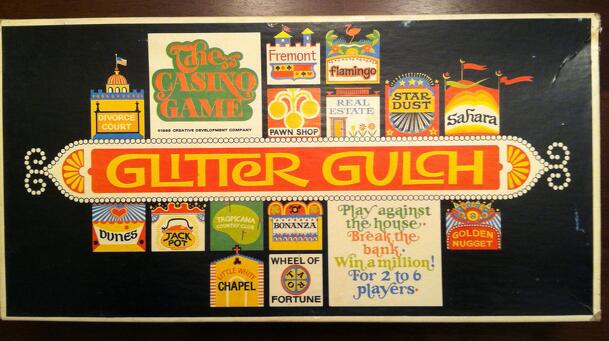 the
CASINO
GAME
©1969 CREATIVE DEVELOPMENT COMPANY
DIVORCE
COURT
Fremont
flamingo
PAWN SHOP
REAL
ESTATE
STAR
DUST
Sahara
GLITTER GULCH
DUNES
JACK
POT
TROPICANA
COUNTRY CLUB
BONANZA
Play against
the house..
Break the
bank.
Win a million!
For 2 to 6
players.
GOLDEN
NUGGET
LITTLE WHITE
CHAPEL
WHEEL OF
FORTUNE